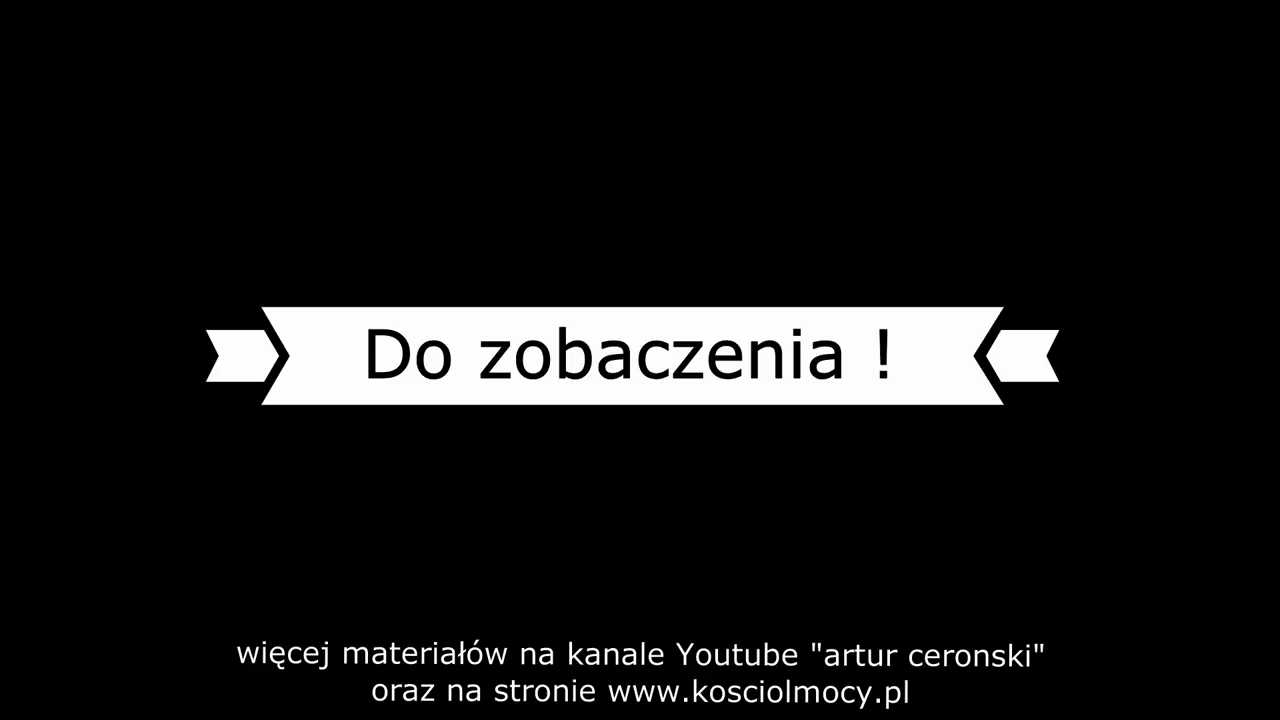 Do zobaczenia !
więcej materiałów na kanale Youtube "artur ceronski"
oraz na stronie www.kosciolmocy.pl